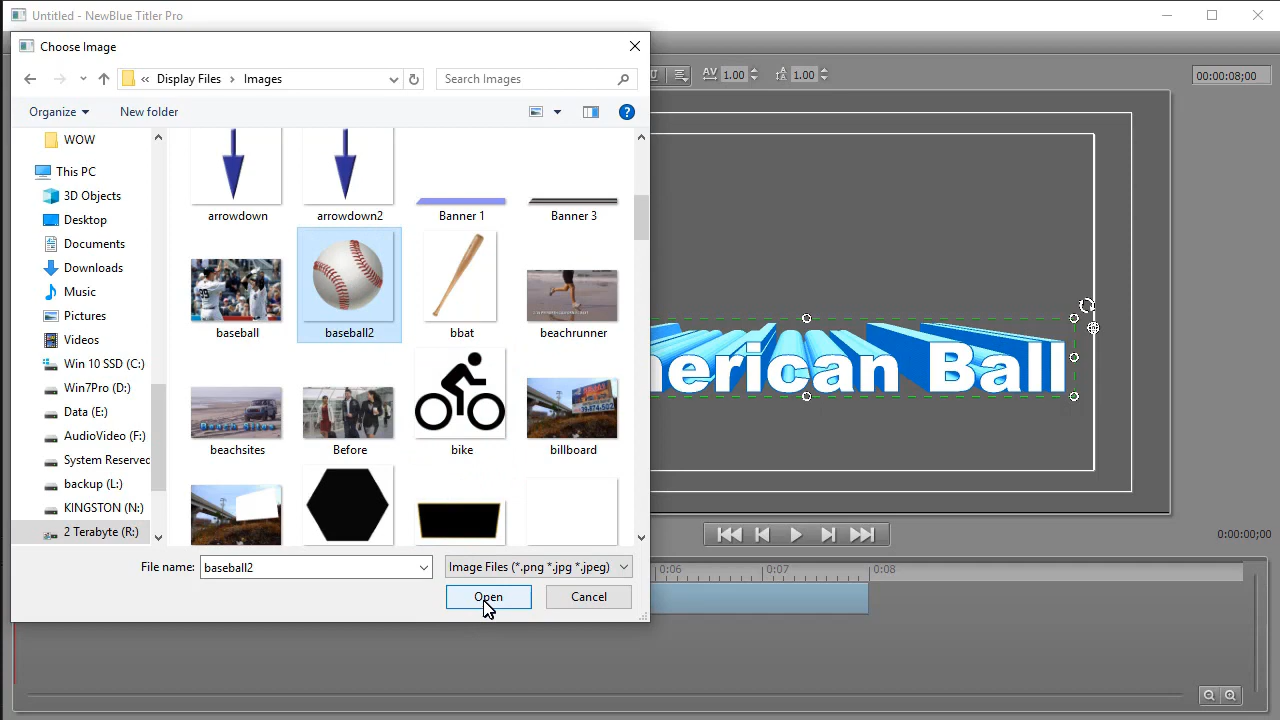 Untitled - NewBlue Titler Pro
Choose Image
Display Files
Images
Search Images
AV 1.00
1.00
00:00:08;00
Organize
New folder
WOW
This PC
3D Objects
Desktop
Documents
Downloads
Music
Pictures
Videos
Win 10 SSD (C:)
Win7Pro (D:)
Data (E:)
AudioVideo (F:)
System Reserved
backup (L:)
KINGSTON (N:)
2 Terabyte (R:)
arrowdown
arrowdown2
Banner 1
Banner 3
baseball
baseball2
bbat
beachrunner
beachsites
Before
bike
billboard
merican Ball
File name:
baseball2
Image Files (*.png *.jpg *.jpeg)
Open
Cancel
0:00:00;00
0:06
0:07
0:08